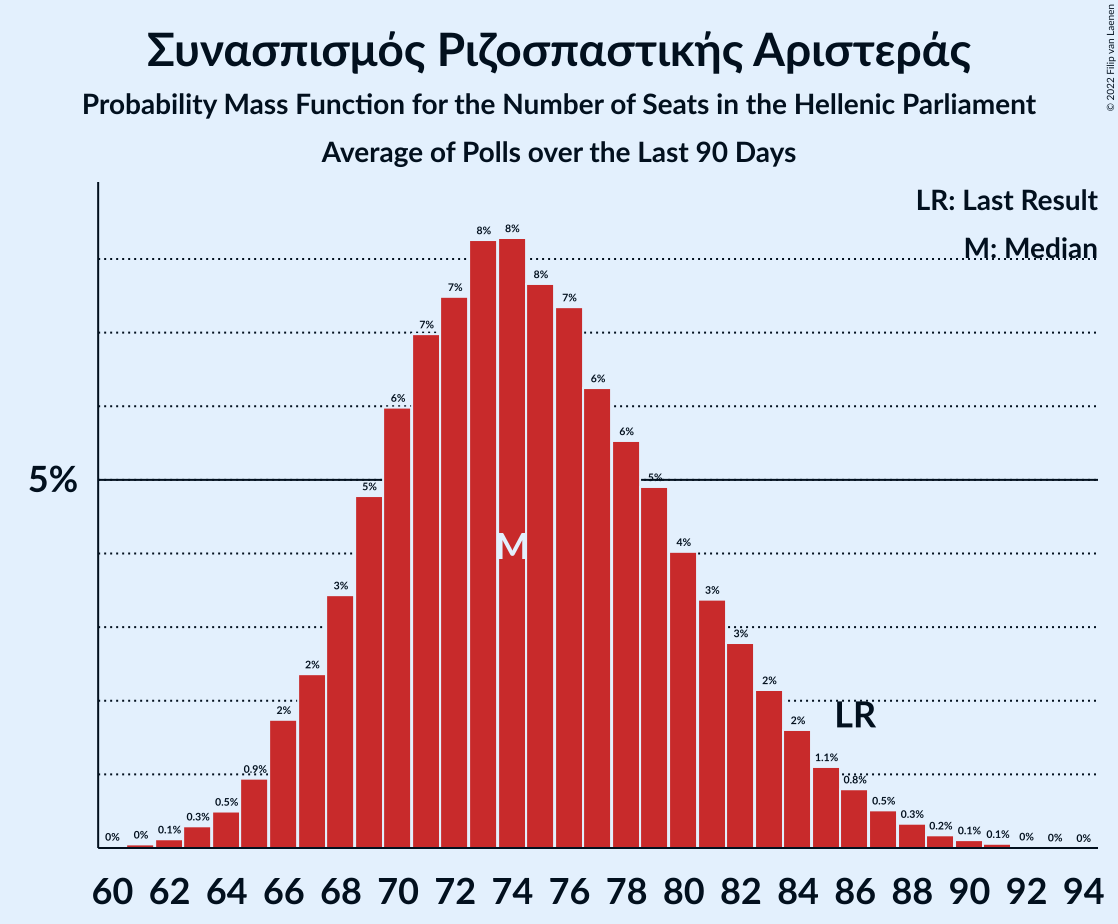 Συνασπισμός Ριζοσπαστικής Αριστεράς
Probability Mass Function for the Number of Seats in the Hellenic Parliament
Average of Polls over the Last 90 Days
© 2022 Filip van Laenen
LR: Last Result
M: Median
5%
0% 0% 0.1% 0.3% 0.5% 0.9% 2% 2% 3% 5% 6% 7% 7% 8% 8% 8% 7% 6% 6% 5% 4% 3% 3% 2% 2% 1.1% 0.8% 0.5% 0.3% 0.2% 0.1% 0.1% 0% 0% 0%
M
LR
60 62 64 66 68 70 72 74 76 78 80 82 84 86 88 90 92 94